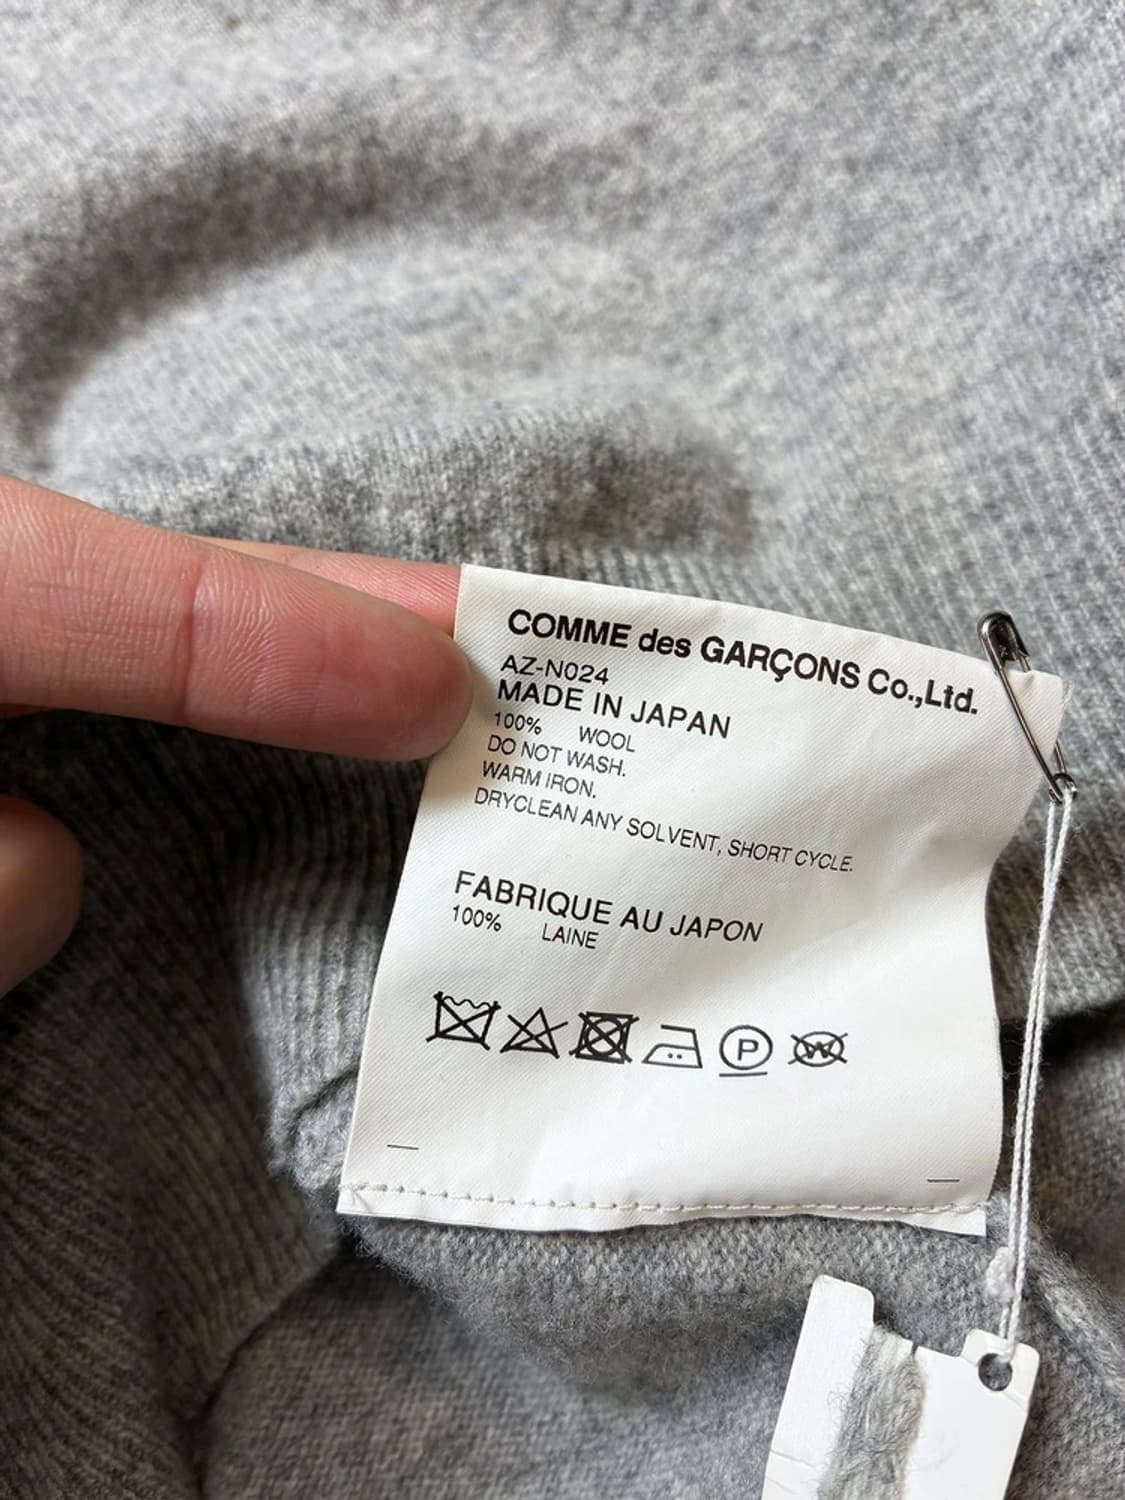 COMME des GARÇONS Co.,Ltd.
AZ-N024
MADE IN JAPAN
100% WOOL
DO NOT WASH.
WARM IRON.
DRYCLEAN ANY SOLVENT, SHORT CYCLE.
FABRIQUE AU JAPON
100% LAINE
P W